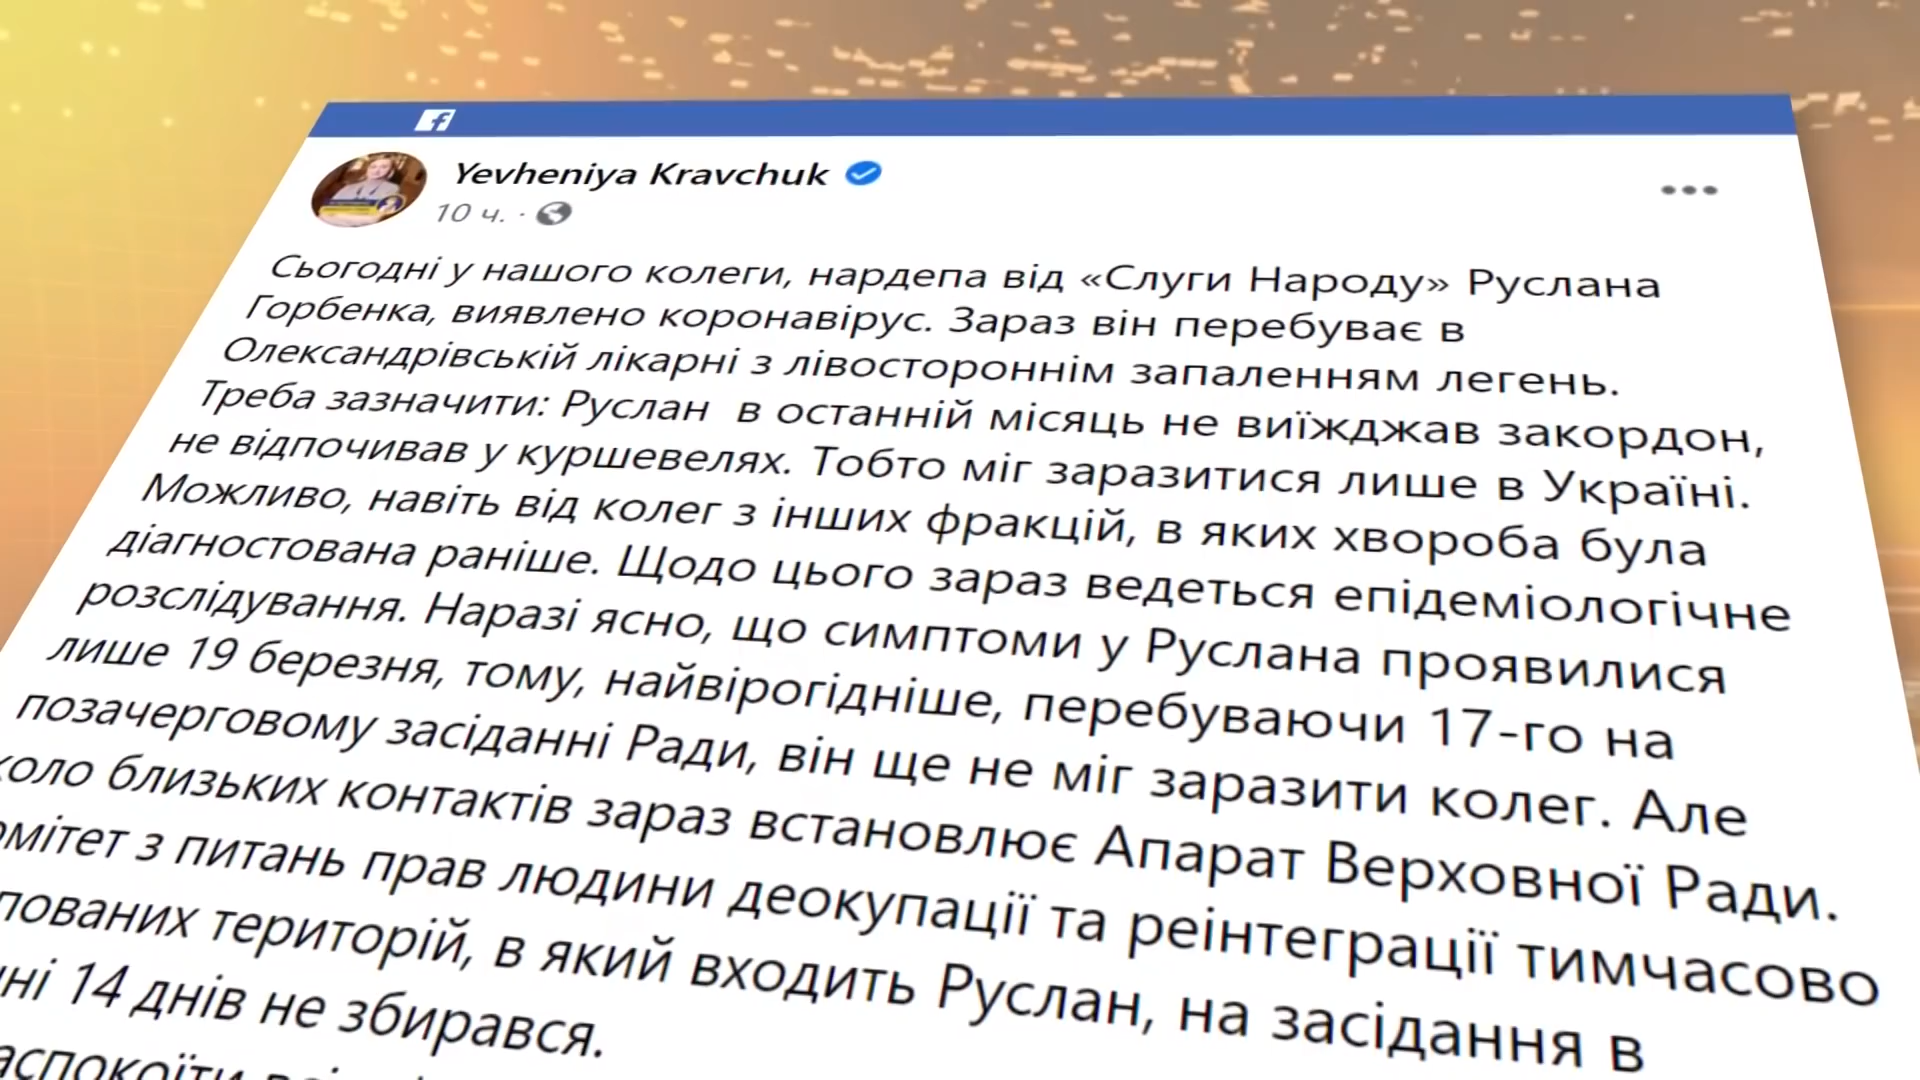 f
Yevheniya Kravchuk
10 ч. ·
Сьогодні у нашого колеги, нардепа від «Слуги Народу» Руслана
Горбенка, виявлено коронавірус. Зараз він перебуває в
Олександрівській лікарні з лівостороннім запаленням легень.
Треба зазначити: Руслан в останній місяць не виїжджав закордон,
не відпочивав у куршевелях. Тобто міг заразитися лише в Україні.
Можливо, навіть від колег з інших фракцій, в яких хвороба була
діагностована раніше. Щодо цього зараз ведеться епідеміологічне
розслідування. Наразі ясно, що симптоми у Руслана проявилися
лише 19 березня, тому, найвірогідніше, перебуваючи 17-го на
позачерговому засіданні Ради, він ще не міг заразити колег. Але
коло близьких контактів зараз встановлює Апарат Верховної Ради.
омітет з питань прав людини деокупації та реінтеграції тимчасово
пованих територій, в який входить Руслан, на засідання в
ні 14 днів не збирався.